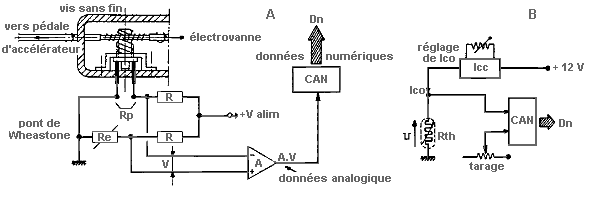 vis sans fin
A
Dn
B
vers pédale
d'accélérateur
électrovanne
données numériques
réglage
de Ico
Icc
+ 12 V
CAN
Ico
Rp
R
+V alim
CAN
Dn
pont de
Wheastone
Re
R
Rth
A
A.V
V
données analogique
tarage